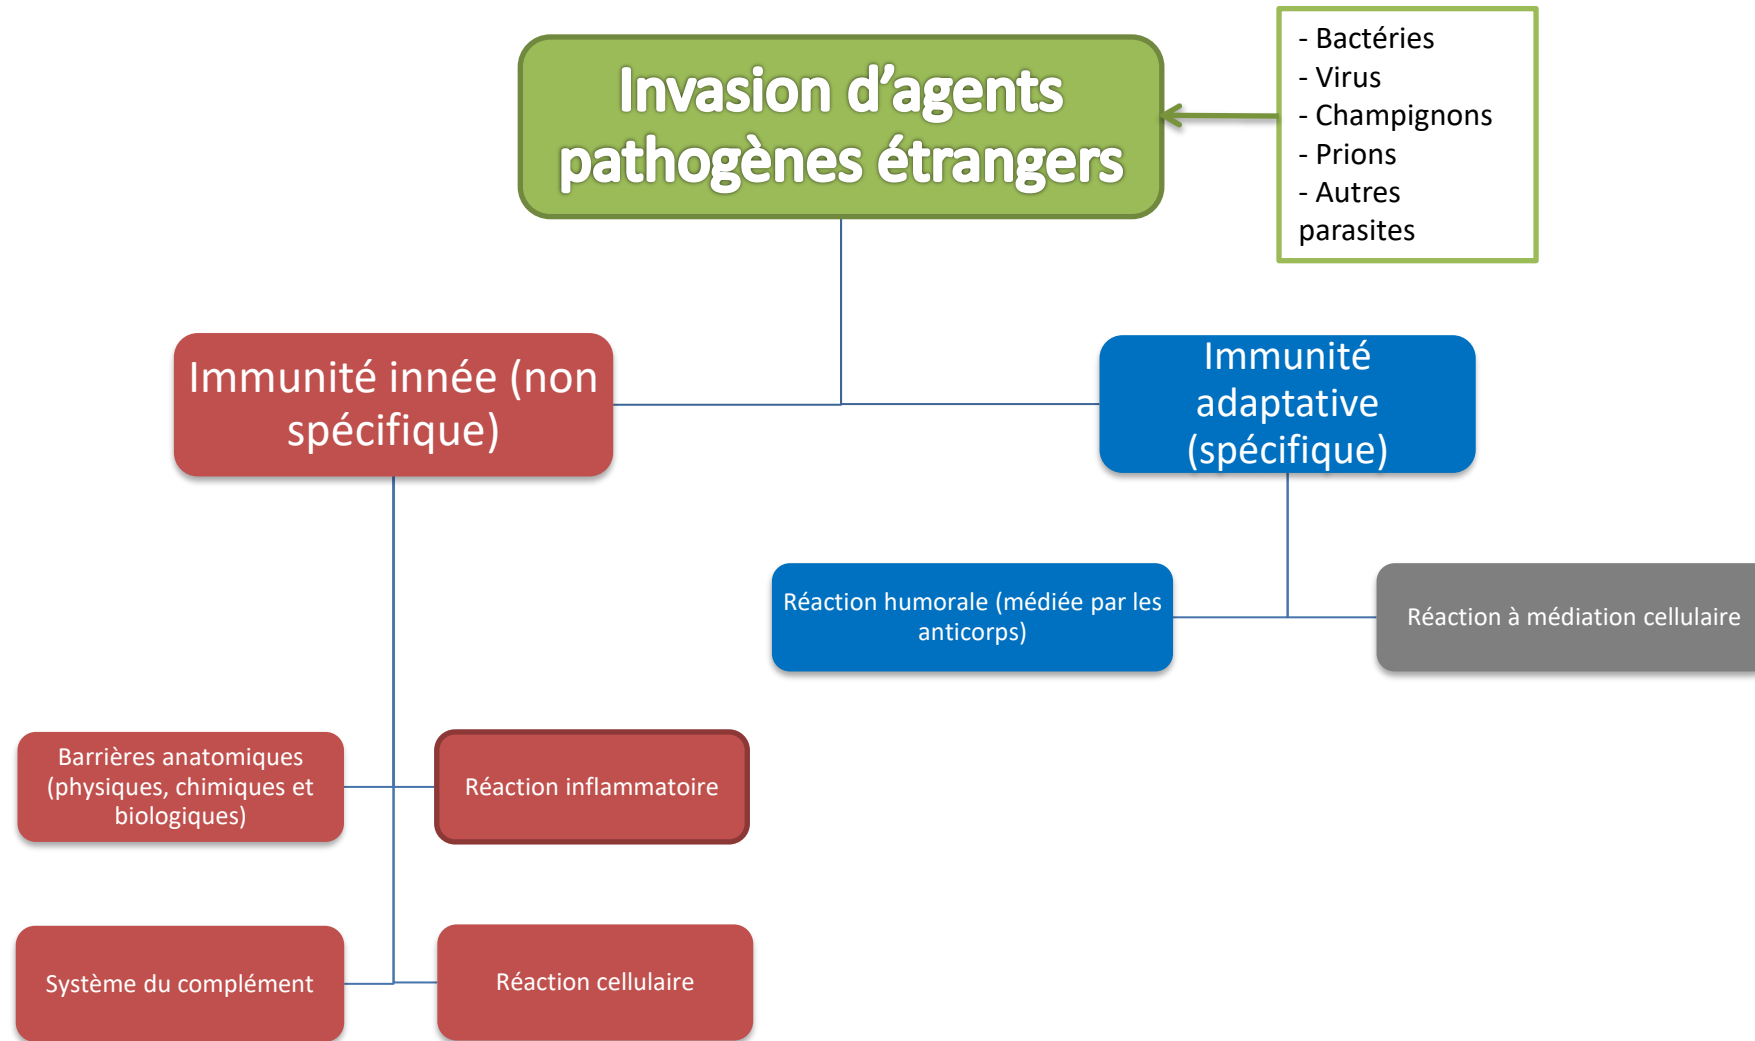 Invasion d’agents
pathogènes étrangers
- Bactéries
- Virus
- Champignons
- Prions
- Autres
parasites
Immunité innée (non
spécifique)
Immunité
adaptative
(spécifique)
Réaction humorale (médiée par les
anticorps)
Réaction à médiation cellulaire
Barrières anatomiques
(physiques, chimiques et
biologiques)
Réaction inflammatoire
Système du complément
Réaction cellulaire